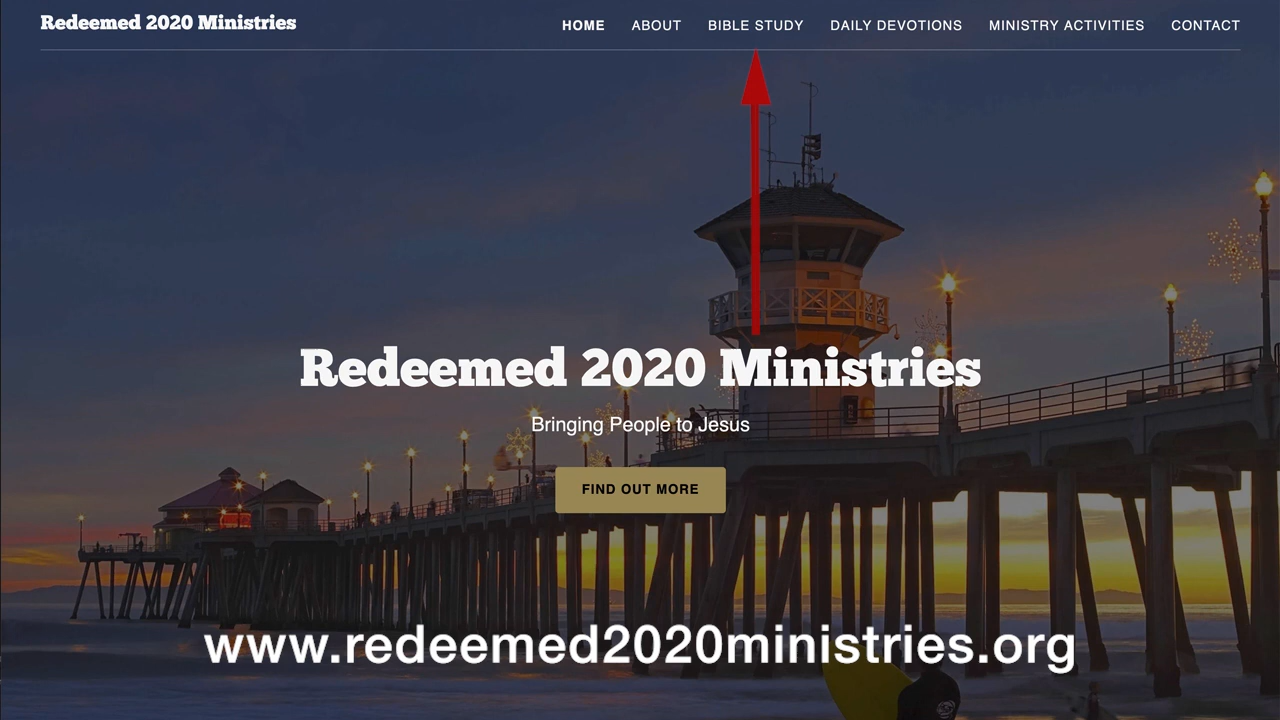 Redeemed 2020 Ministries
HOME ABOUT BIBLE STUDY DAILY DEVOTIONS MINISTRY ACTIVITIES CONTACT
Redeemed 2020 Ministries
Bringing People to Jesus
FIND OUT MORE
www.redeemed2020ministries.org